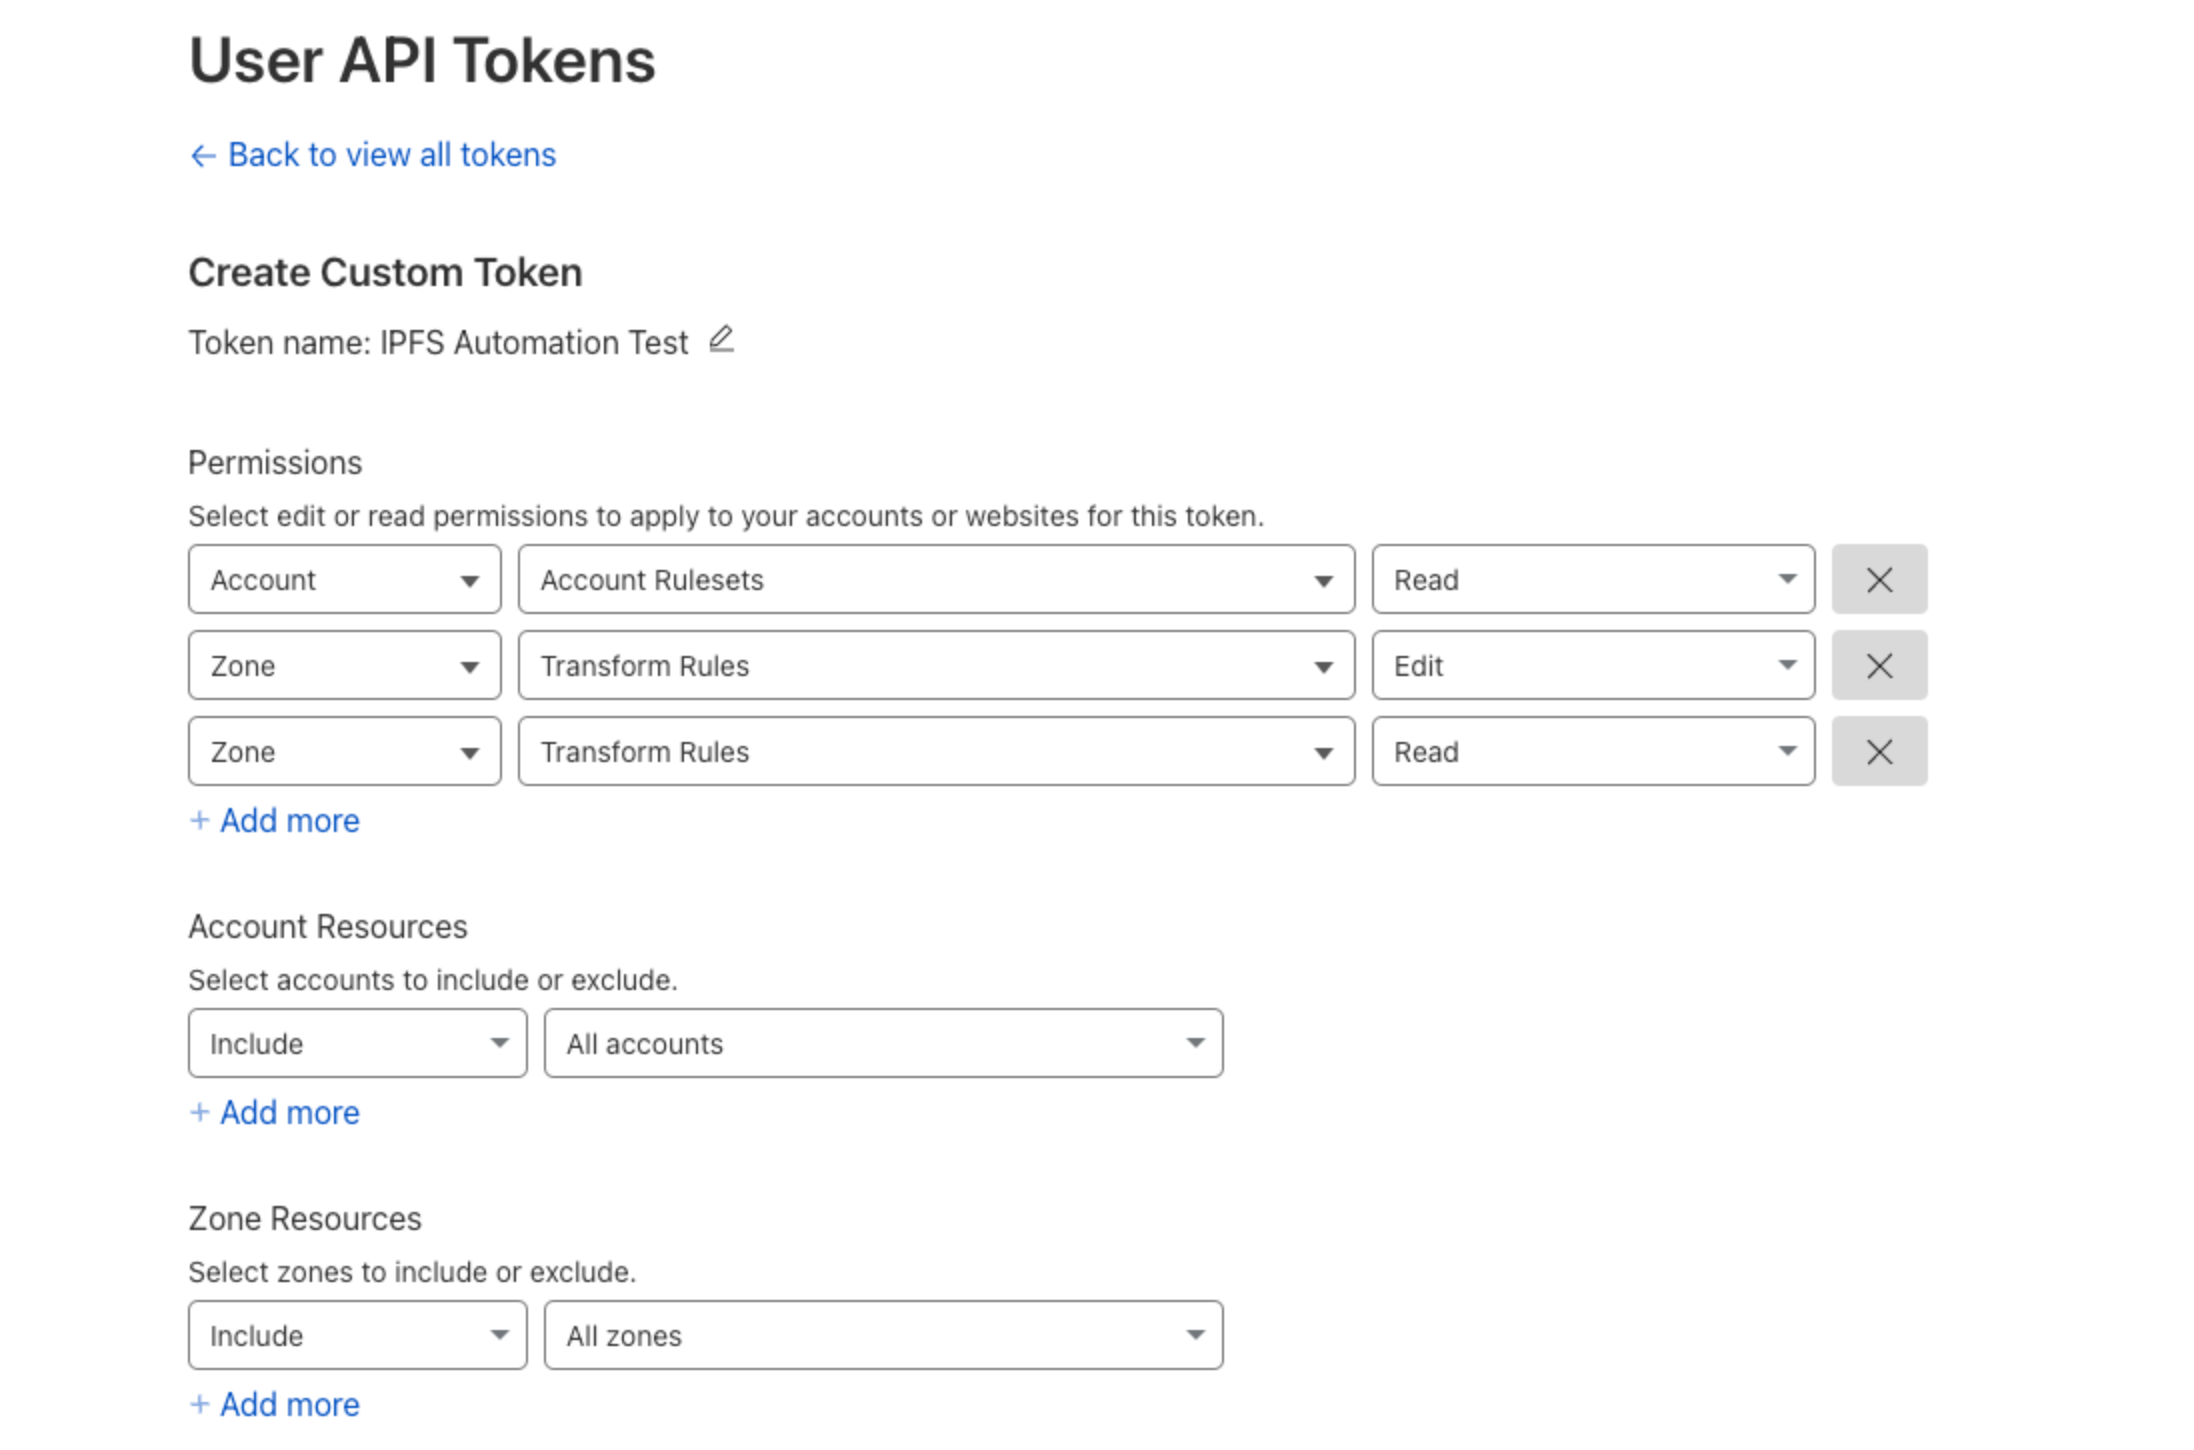 User API Tokens
← Back to view all tokens
Create Custom Token
Token name: IPFS Automation Test
Permissions
Select edit or read permissions to apply to your accounts or websites for this token.
Account Account Rulesets Read
Zone Transform Rules Edit
Zone Transform Rules Read
+ Add more
Account Resources
Select accounts to include or exclude.
Include All accounts
+ Add more
Zone Resources
Select zones to include or exclude.
Include All zones
+ Add more